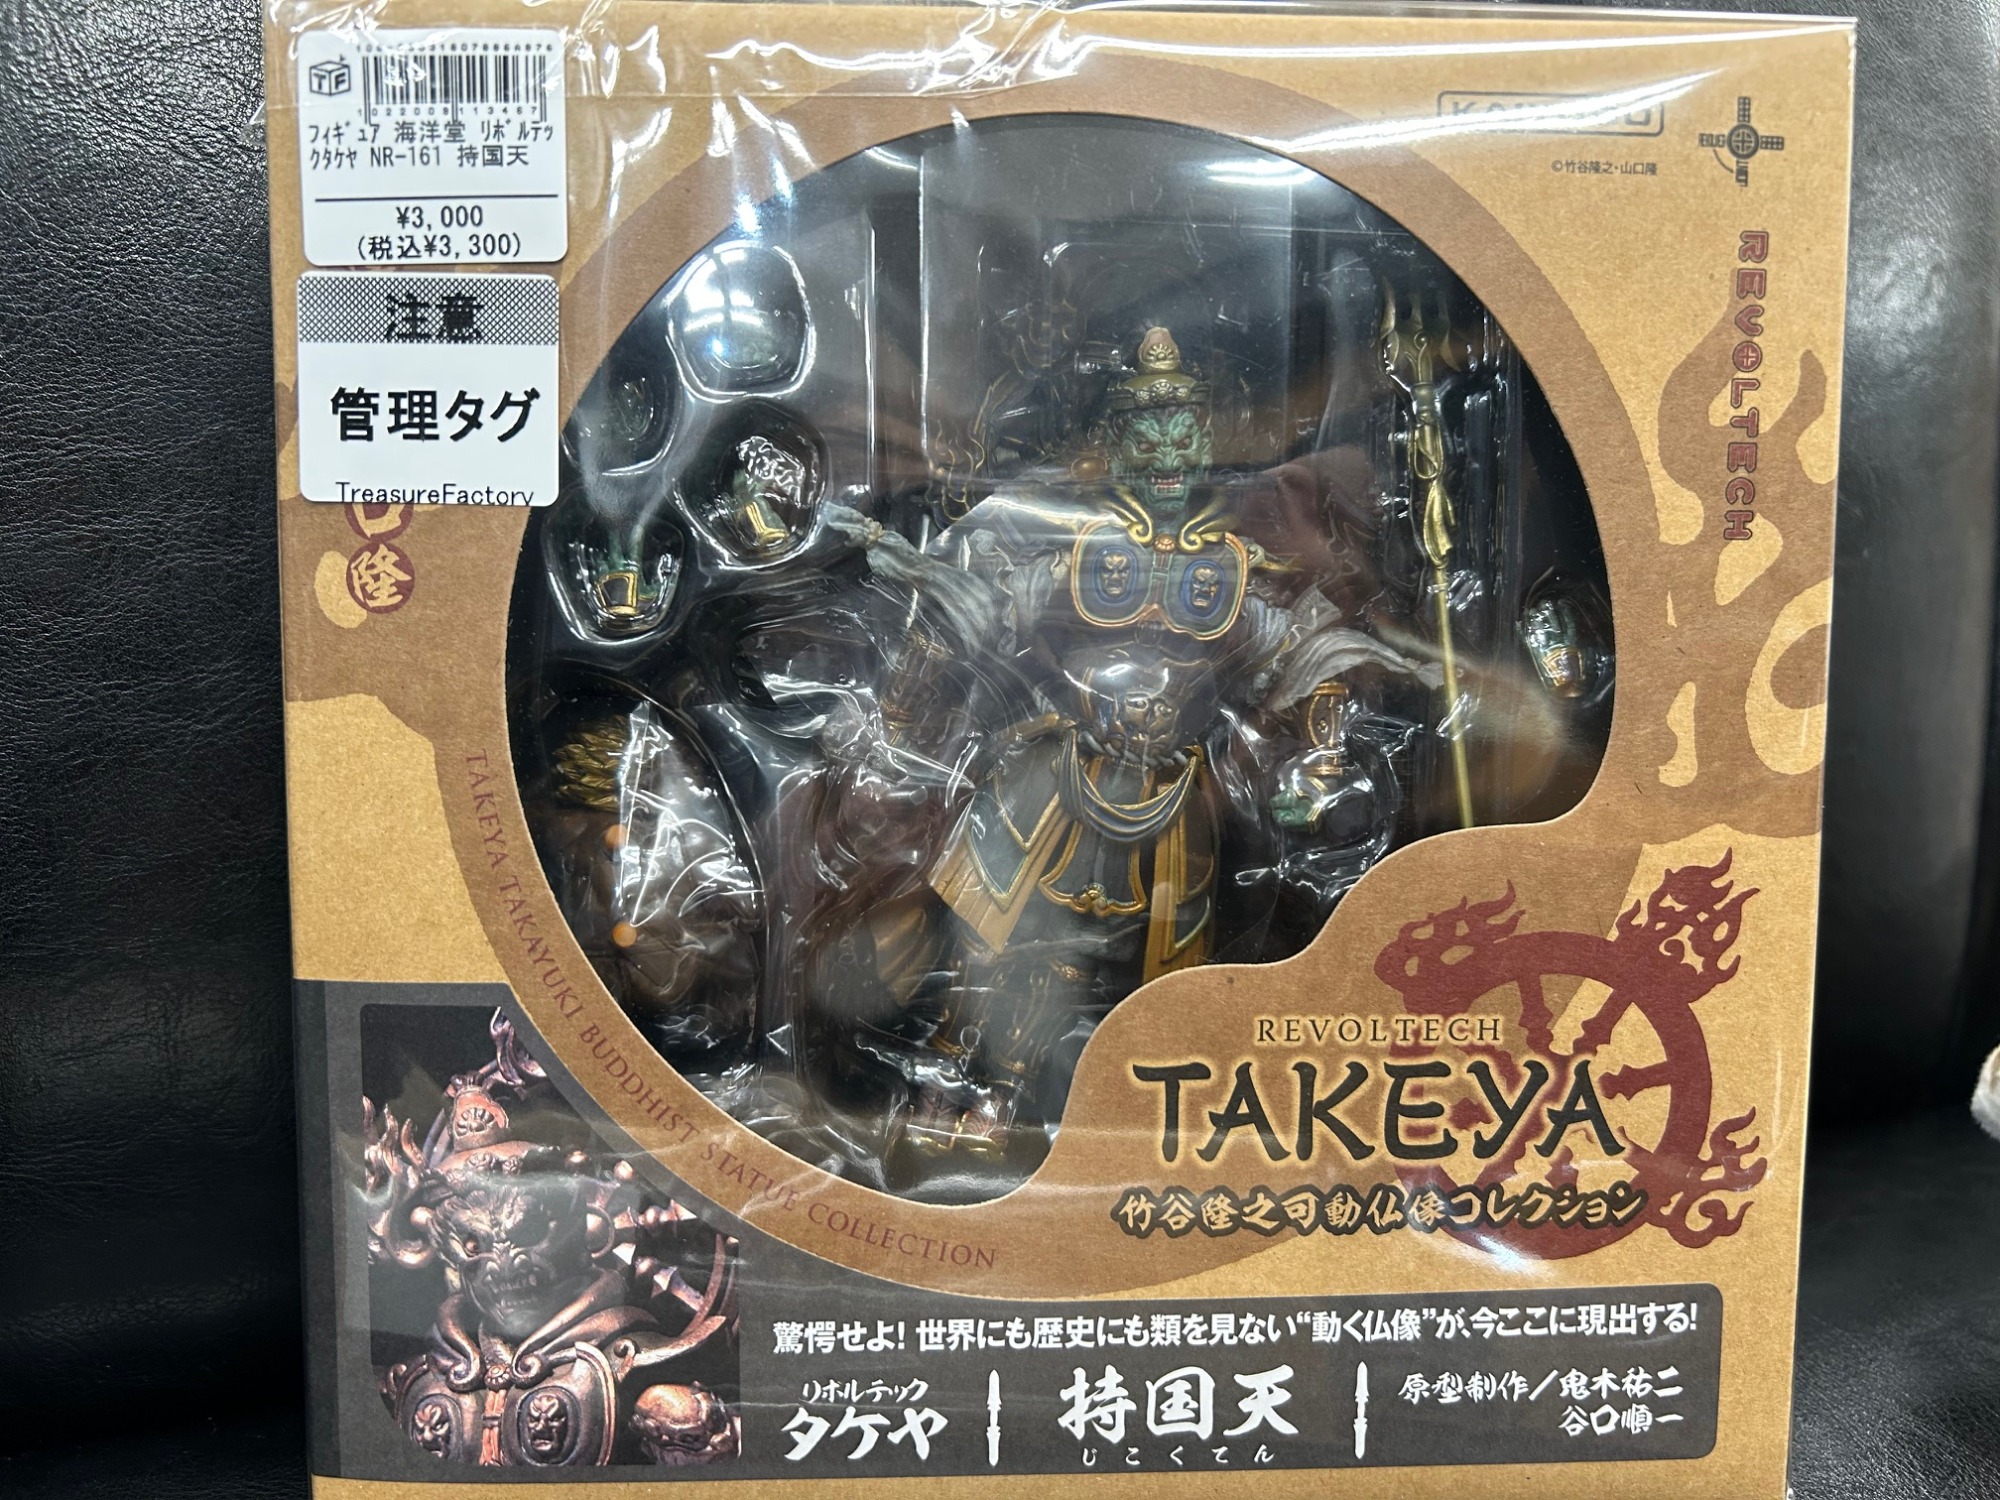 TF
1022009113467
フィギュア 海洋堂 リボルテッ
クタケヤ NR-161 持国天
¥3,000
(税込¥3,300)
注意
管理タグ
TreasureFactory
隆
©竹谷隆之・山口隆
REVOLTECH
TAKEYA TAKAYUKI BUDDHIST STATUE COLLECTION
REVOLTECH
TAKEYA
竹谷隆之可動仏像コレクション
驚愕せよ! 世界にも歴史にも類を見ない“動く仏像”が、今ここに現出する!
リボルテック
タケヤ
持国天
じこくてん
原型制作/鬼木祐二
谷口順一